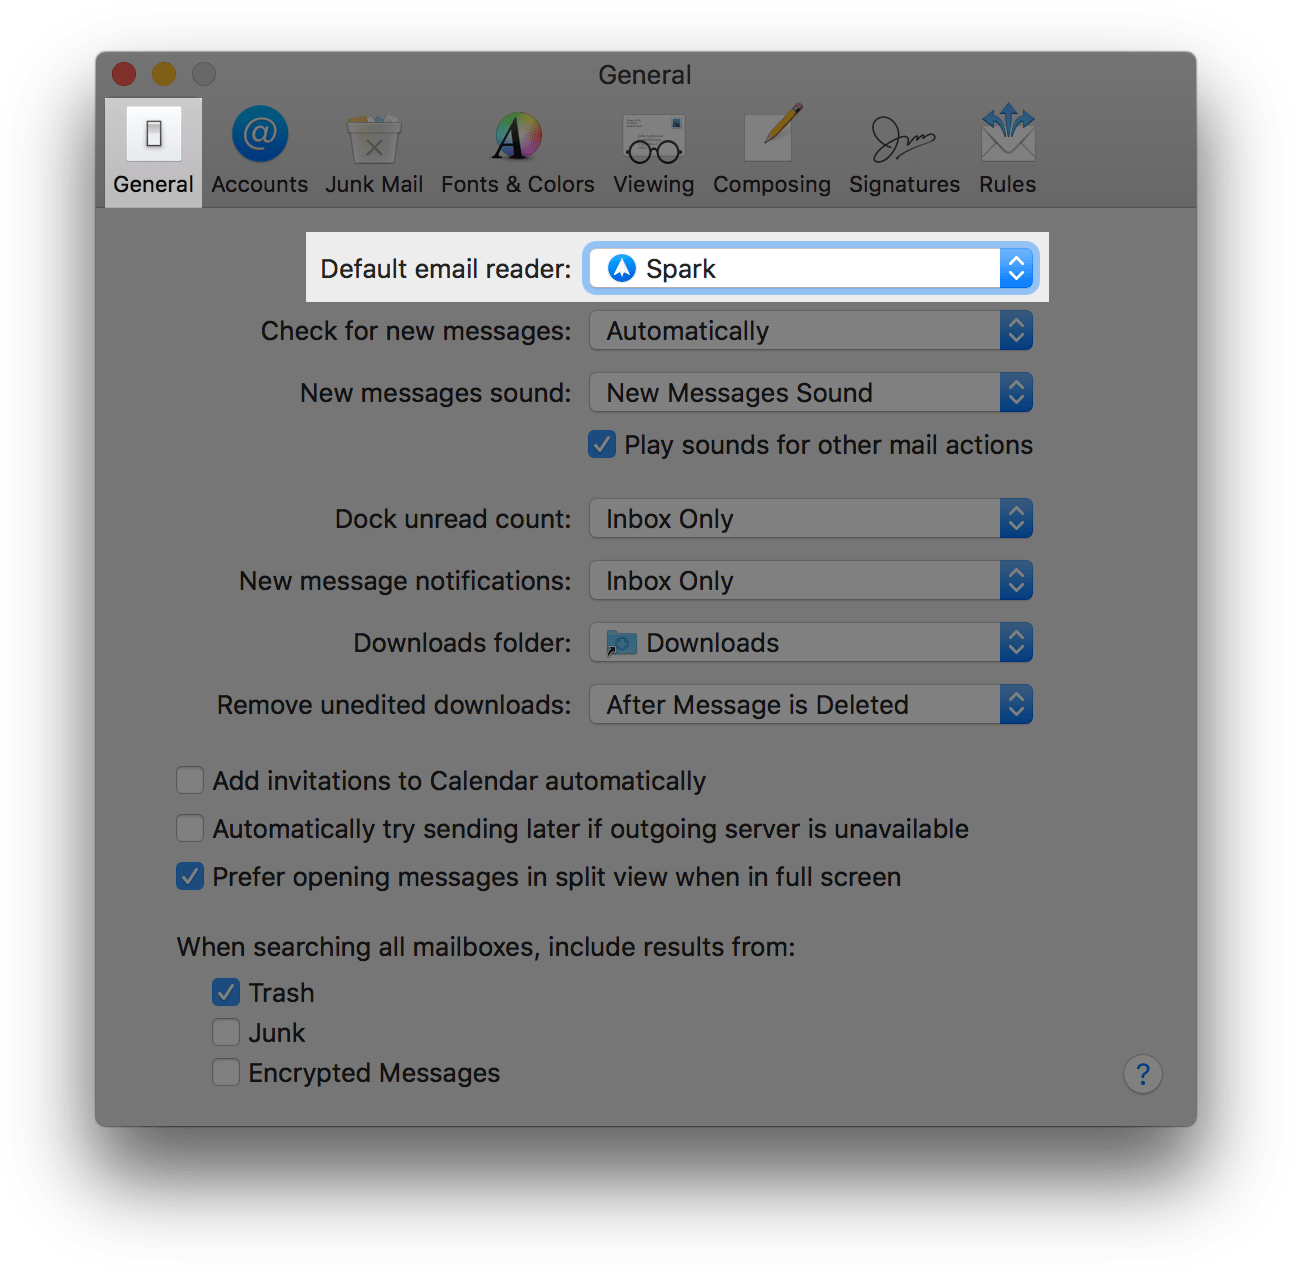 General
General Accounts Junk Mail Fonts & Colors Viewing Composing Signatures Rules
Default email reader: Spark
Check for new messages: Automatically
New messages sound: New Messages Sound
Play sounds for other mail actions
Dock unread count: Inbox Only
New message notifications: Inbox Only
Downloads folder: Downloads
Remove unedited downloads: After Message is Deleted
Add invitations to Calendar automatically
Automatically try sending later if outgoing server is unavailable
Prefer opening messages in split view when in full screen
When searching all mailboxes, include results from:
Trash
Junk
Encrypted Messages
?